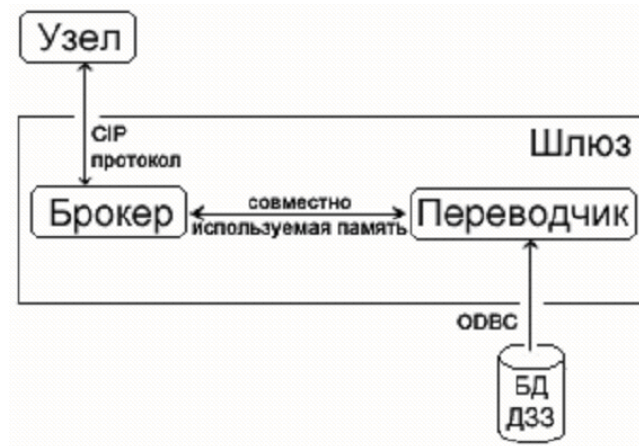 Узел
CIP
протокол
Шлюз
Брокер
совместно
используемая память
Переводчик
ODBC
БД
ДЗЗ